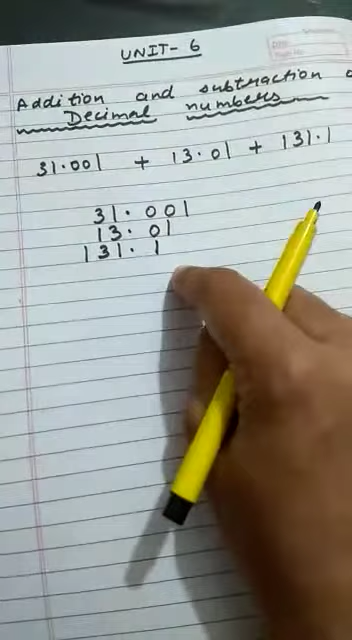 UNIT- 6
Addition and subtraction
Decimal numbers
31.001 + 13.01 + 131.1
31.001
13.01
131.1